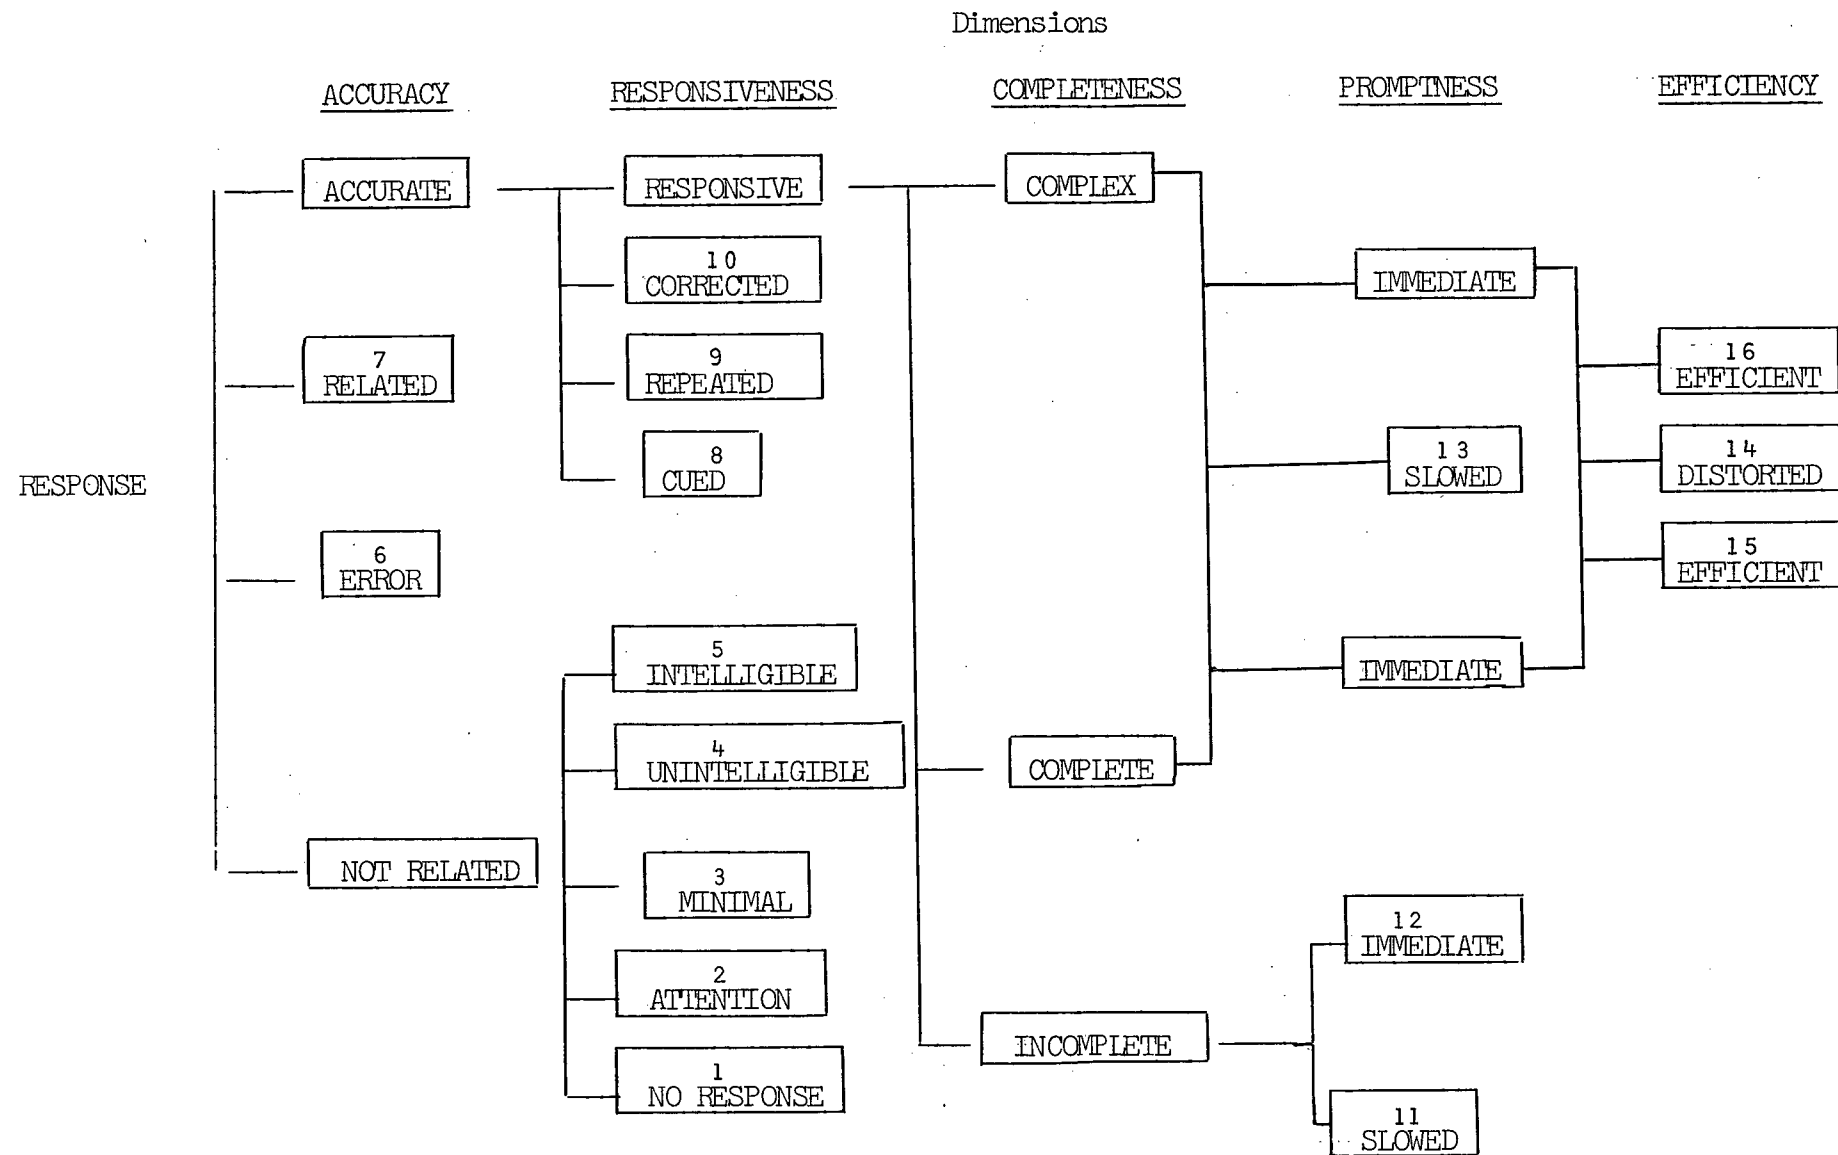 Dimensions
ACCURACY RESPONSIVENESS COMPLETENESS PROMPTNESS EFFICIENCY
ACCURATE
RESPONSIVE
COMPLEX
10
CORRECTED
IMMEDIATE
7
RELATED
9
REPEATED
16
EFFICIENT
8
CUED
13
SLOWED
14
DISTORTED
RESPONSE
6
ERROR
15
EFFICIENT
5
INTELLIGIBLE
IMMEDIATE
4
UNINTELLIGIBLE
COMPLETE
NOT RELATED
3
MINIMAL
12
IMMEDIATE
2
ATTENTION
INCOMPLETE
1
NO RESPONSE
11
SLOWED